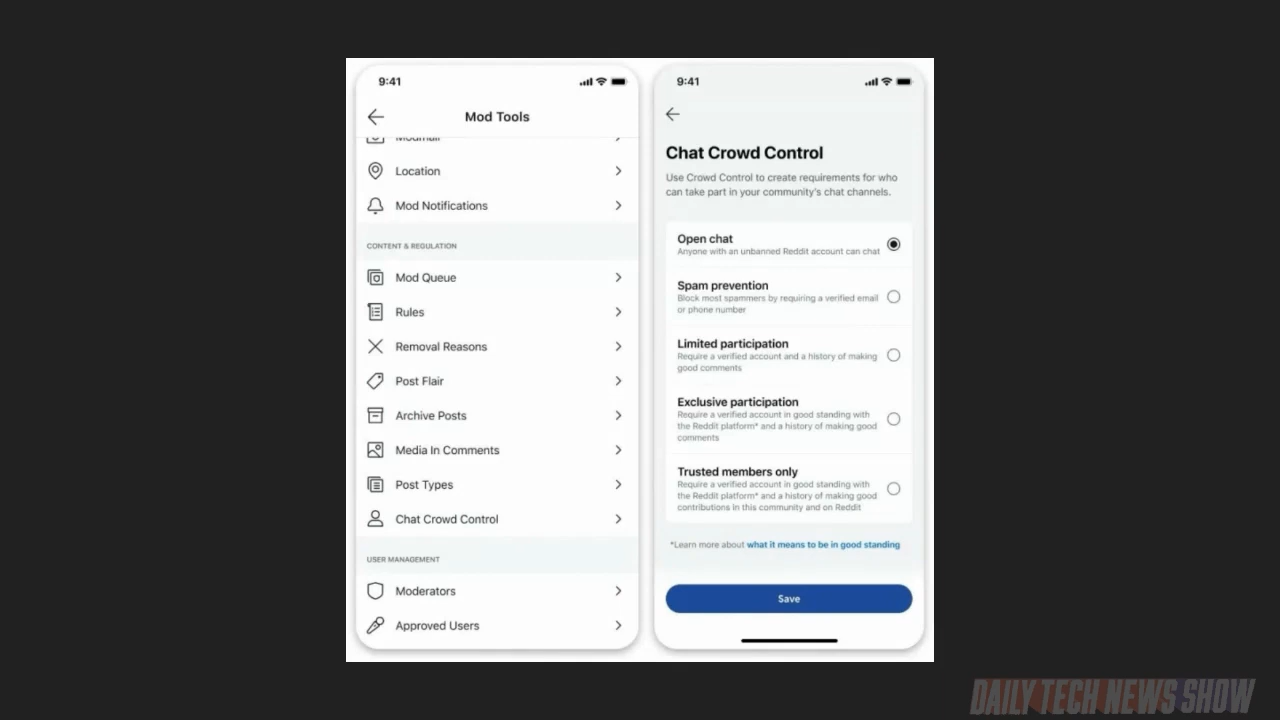 9:41
Mod Tools
Modmail
Location
Mod Notifications
CONTENT & REGULATION
Mod Queue
Rules
Removal Reasons
Post Flair
Archive Posts
Media In Comments
Post Types
Chat Crowd Control
USER MANAGEMENT
Moderators
Approved Users
9:41
Chat Crowd Control
Use Crowd Control to create requirements for who
can take part in your community's chat channels.
Open chat
Anyone with an unbanned Reddit account can chat
Spam prevention
Block most spammers by requiring a verified email
or phone number
Limited participation
Require a verified account and a history of making
good comments
Exclusive participation
Require a verified account in good standing with
the Reddit platform* and a history of making good
comments
Trusted members only
Require a verified account in good standing with
the Reddit platform* and a history of making good
contributions in this community and on Reddit
*Learn more about what it means to be in good standing
Save
DAILY TECH NEWS SHOW